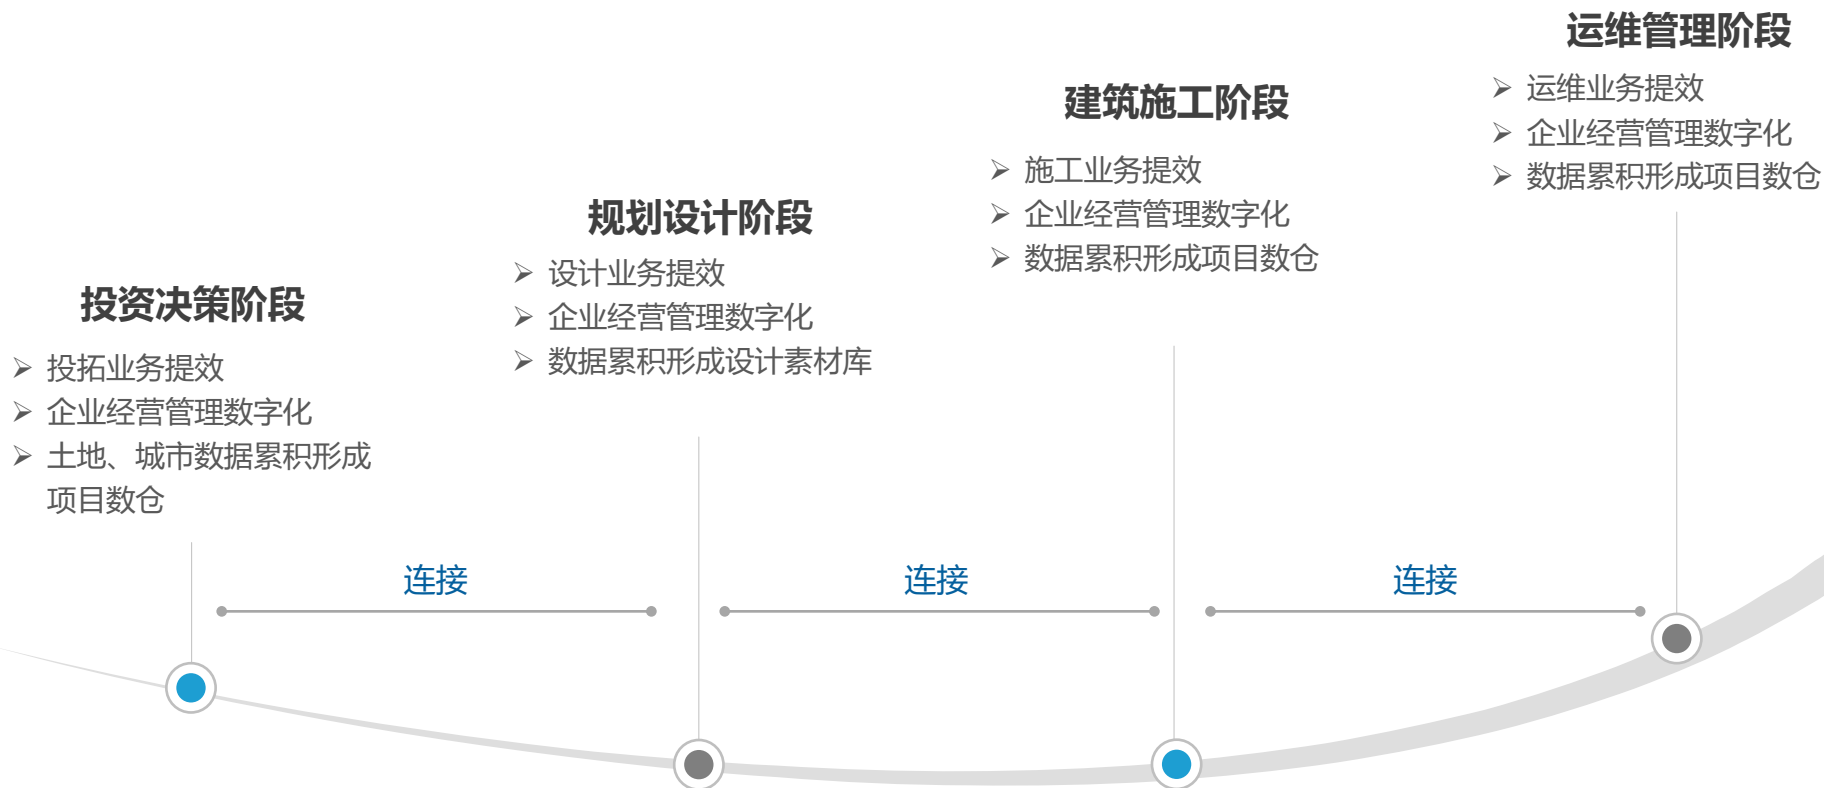 投资决策阶段
投拓业务提效
企业经营管理数字化
土地、城市数据累积形成
项目数仓
规划设计阶段
设计业务提效
企业经营管理数字化
数据累积形成设计素材库
建筑施工阶段
施工业务提效
企业经营管理数字化
数据累积形成项目数仓
运维管理阶段
运维业务提效
企业经营管理数字化
数据累积形成项目数仓
连接
连接
连接